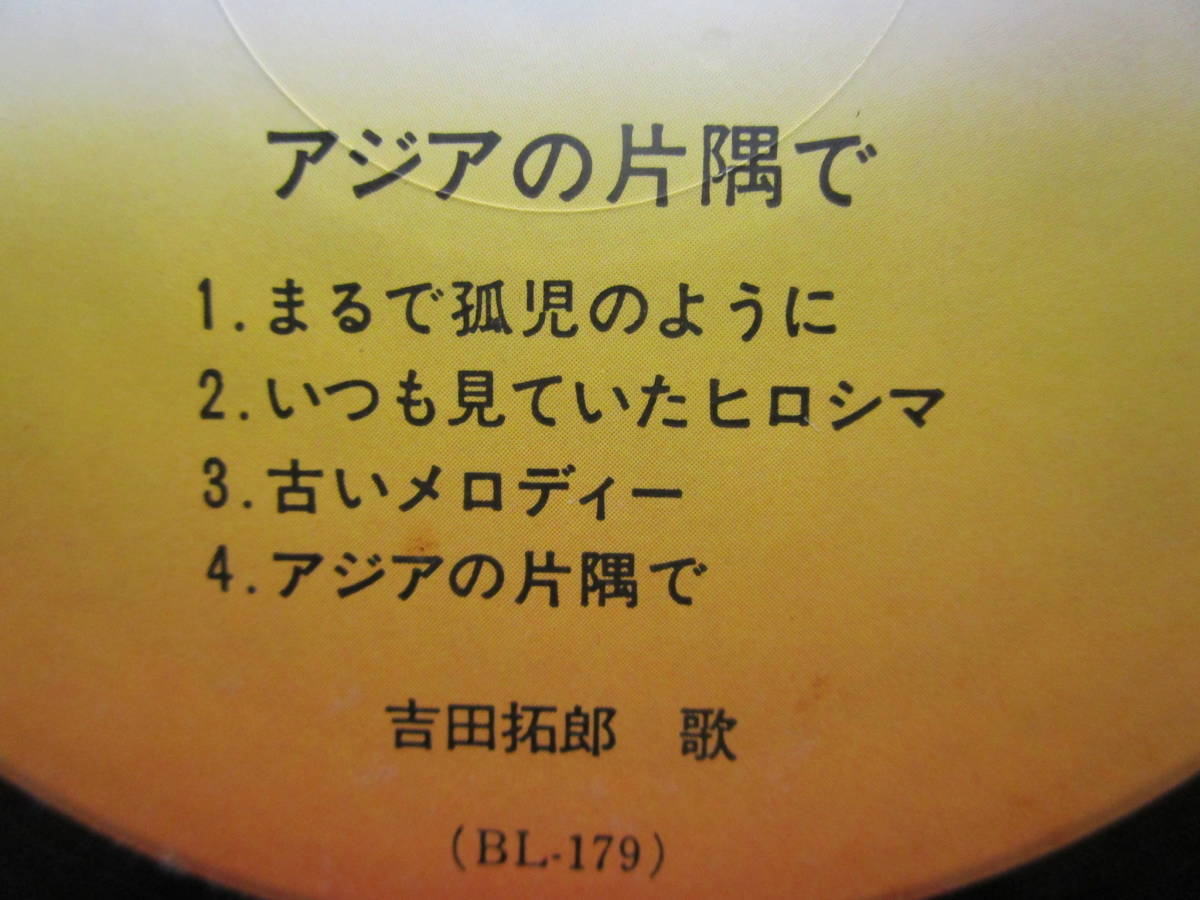 アジアの片隅で
1.まるで孤児のように
2.いつも見ていたヒロシマ
3.古いメロディー
4.アジアの片隅で
吉田拓郎　歌
(BL-179)